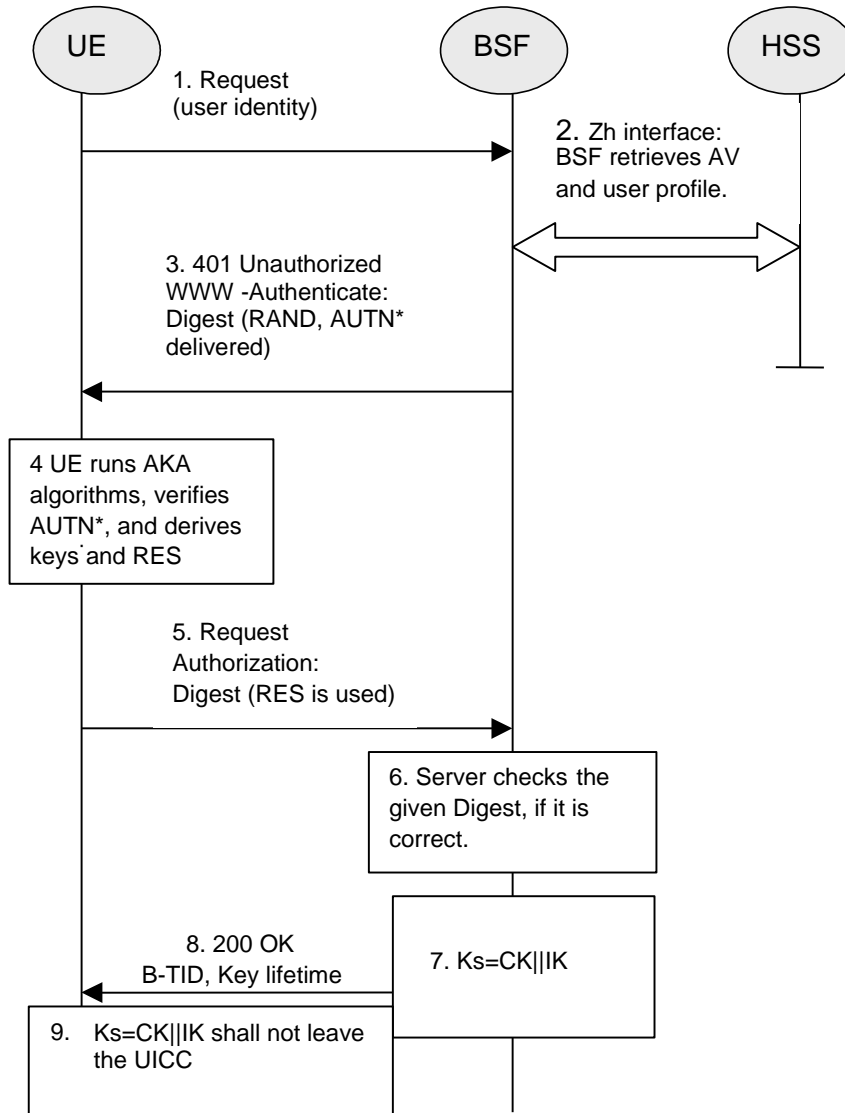 UE
BSF
HSS
1. Request
(user identity)
2. Zh interface:
BSF retrieves AV
and user profile.
3. 401 Unauthorized
WWW -Authenticate:
Digest (RAND, AUTN*
delivered)
4 UE runs AKA
algorithms, verifies
AUTN*, and derives
keys and RES
5. Request
Authorization:
Digest (RES is used)
6. Server checks the
given Digest, if it is
correct.
7. Ks=CK||IK
8. 200 OK
B-TID, Key lifetime
9. Ks=CK||IK shall not leave
the UICC